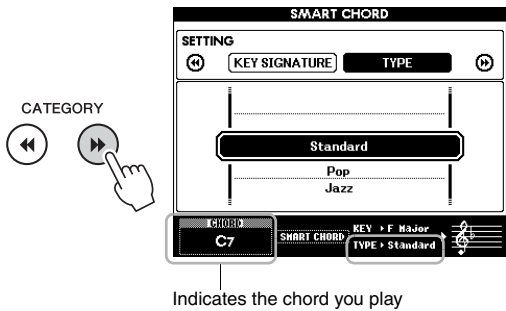 SMART CHORD
SETTING
KEY SIGNATURE TYPE
CATEGORY
Standard
Pop
Jazz
CHORD
C7
SMART CHORD
KEY ▸ F Major
TYPE ▸ Standard
Indicates the chord you play